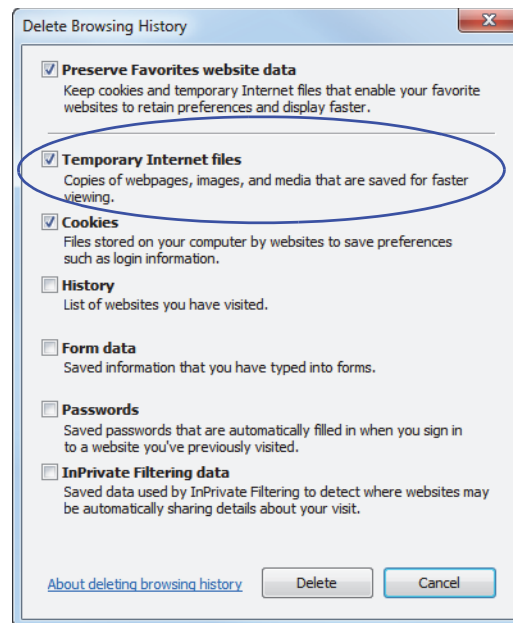 Delete Browsing History
Preserve Favorites website data
Keep cookies and temporary Internet files that enable your favorite
websites to retain preferences and display faster.
Temporary Internet files
Copies of webpages, images, and media that are saved for faster
viewing.
Cookies
Files stored on your computer by websites to save preferences
such as login information.
History
List of websites you have visited.
Form data
Saved information that you have typed into forms.
Passwords
Saved passwords that are automatically filled in when you sign in
to a website you've previously visited.
InPrivate Filtering data
Saved data used by InPrivate Filtering to detect where websites may
be automatically sharing details about your visit.
About deleting browsing history Delete Cancel